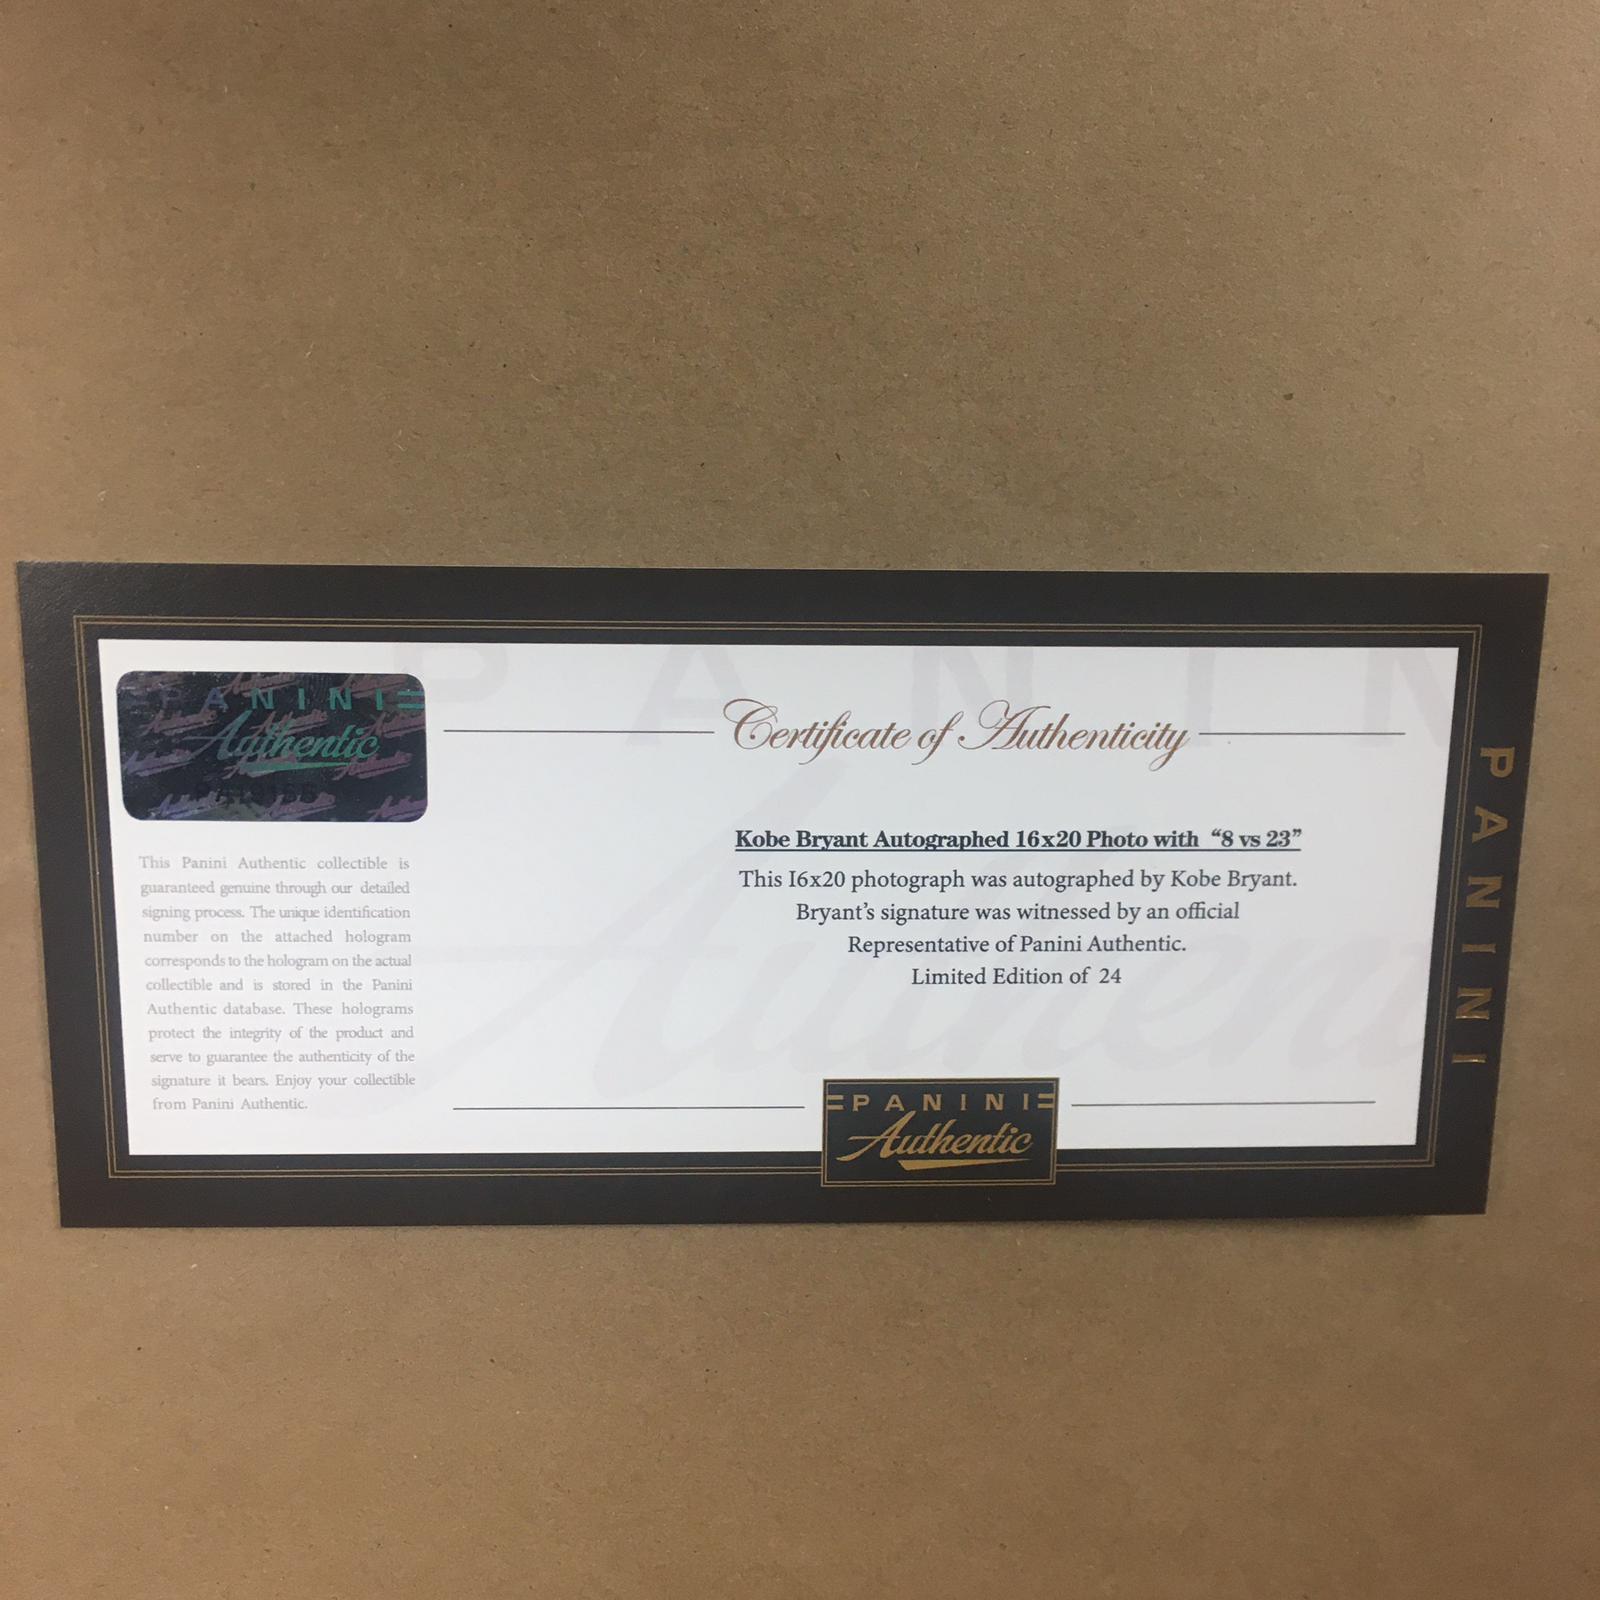 PANINI
Authentic
This Panini Authentic collectible is
guaranteed genuine through our detailed
signing process. The unique identification
number on the attached hologram
corresponds to the hologram on the actual
collectible and is stored in the Panini
Authentic database. These holograms
protect the integrity of the product and
serve to guarantee the authenticity of the
signature it bears. Enjoy your collectible
from Panini Authentic.
Certificate of Authenticity
Kobe Bryant Autographed 16x20 Photo with “8 vs 23”
This I6x20 photograph was autographed by Kobe Bryant.
Bryant’s signature was witnessed by an official
Representative of Panini Authentic.
Limited Edition of 24
PANINI
Authentic
PANINI